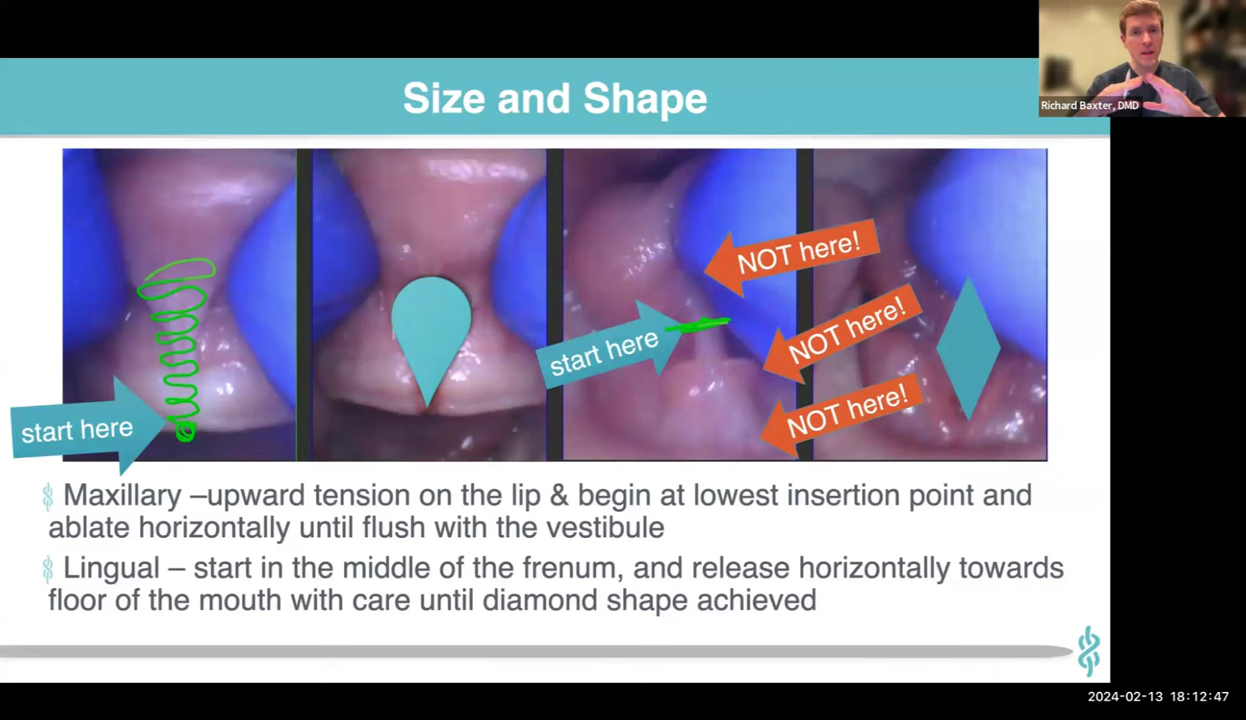 Richard Baxter, DMD
Size and Shape
NOT here!
start here
NOT here!
start here
NOT here!
Maxillary –upward tension on the lip & begin at lowest insertion point and
ablate horizontally until flush with the vestibule
Lingual – start in the middle of the frenum, and release horizontally towards
floor of the mouth with care until diamond shape achieved
2024-02-13 18:12:47